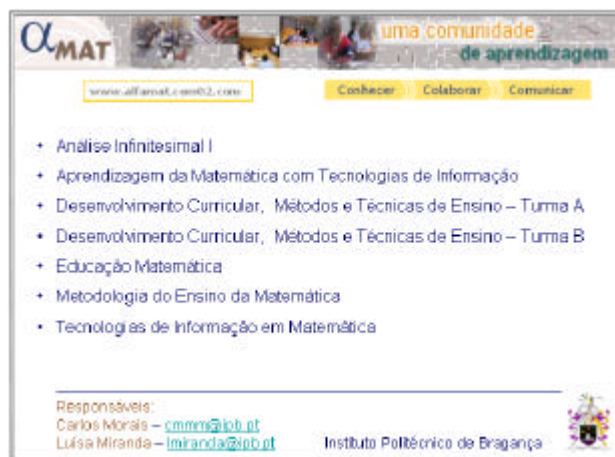 αMAT
uma comunidade
de aprendizagem
www.alfamat.com02.com
Conhecer Colaborar Comunicar
• Análise Infinitesimal I
• Aprendizagem da Matemática com Tecnologias de Informação
• Desenvolvimento Curricular, Métodos e Técnicas de Ensino – Turma A
• Desenvolvimento Curricular, Métodos e Técnicas de Ensino – Turma B
• Educação Matemática
• Metodologia do Ensino da Matemática
• Tecnologias de Informação em Matemática
Responsáveis:
Carlos Morais – cmmm@ipb.pt
Luísa Miranda – lmiranda@ipb.pt
Instituto Politécnico de Bragança